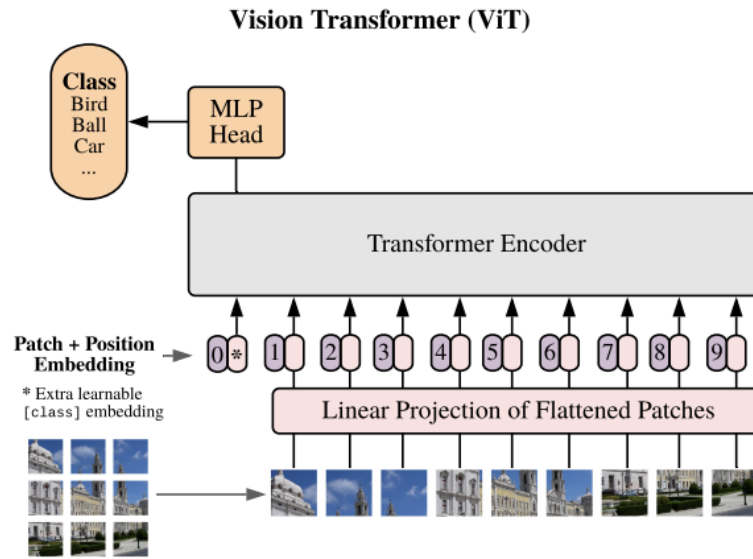 Vision Transformer (ViT)
Class
Bird
Ball
Car
...
MLP
Head
Transformer Encoder
Patch + Position
Embedding
0 * 1 2 3 4 5 6 7 8 9
* Extra learnable
[class] embedding
Linear Projection of Flattened Patches